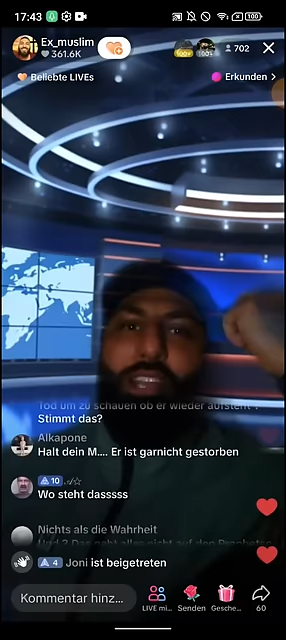 17:43
100
Ex_muslim
361.6K
702
Beliebte LIVEs
Erkunden
Tod um zu schauen ob er wieder aufsteht ?
Stimmt das?
Alkapone
Halt dein M.... Er ist garnicht gestorben
10
Wo steht dasssss
Nichts als die Wahrheit
Und 3 Das geht alles nicht auf den Propheten
4 Joni ist beigetreten
Kommentar hinz...
LIVE mi...
Senden
Gesche...
60